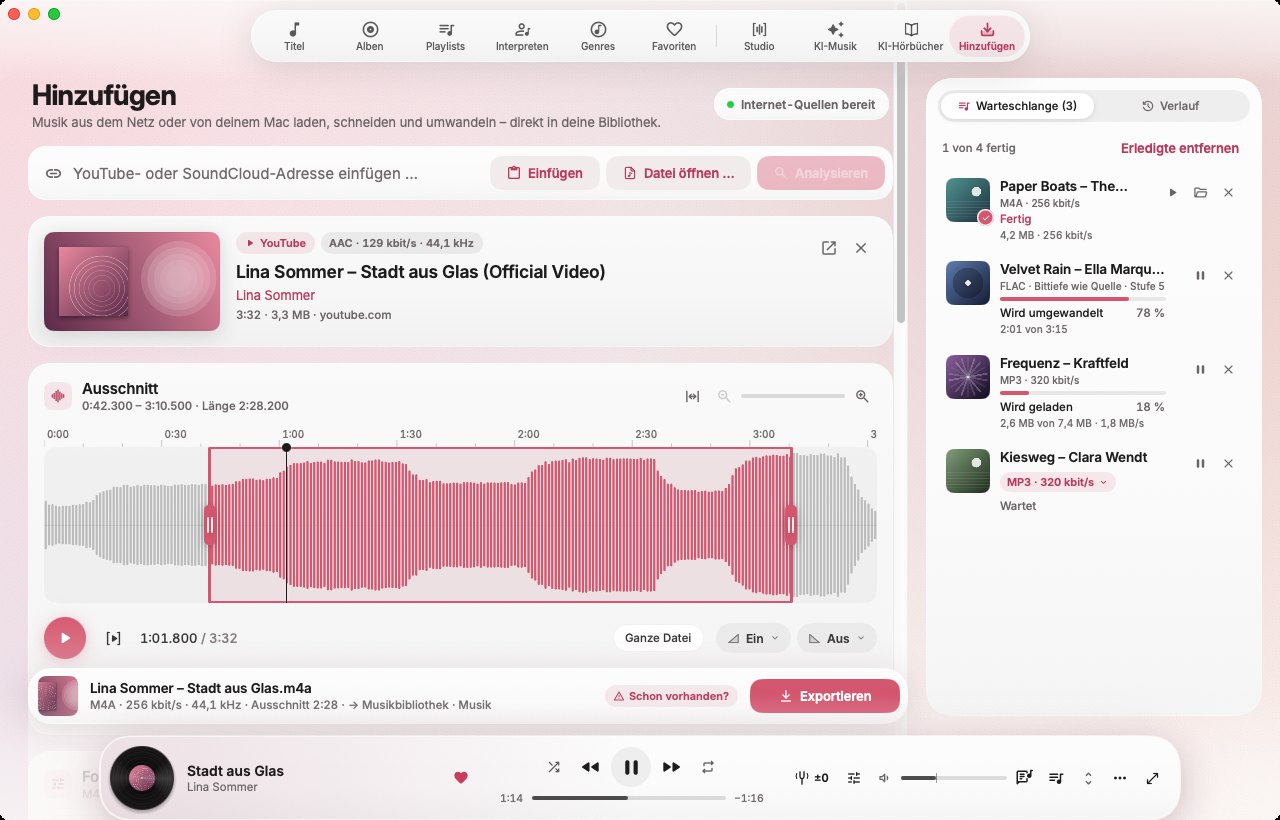 Titel
Alben
Playlists
Interpreten
Genres
Favoriten
Studio
KI-Musik
KI-Hörbücher
Hinzufügen
Hinzufügen
Musik aus dem Netz oder von deinem Mac laden, schneiden und umwandeln – direkt in deine Bibliothek.
Internet-Quellen bereit
YouTube- oder SoundCloud-Adresse einfügen ...
Einfügen
Datei öffnen ...
Analysieren
YouTube
AAC · 129 kbit/s · 44,1 kHz
Lina Sommer – Stadt aus Glas (Official Video)
Lina Sommer
3:32 · 3,3 MB · youtube.com
Ausschnitt
0:42.300 – 3:10.500 · Länge 2:28.200
0:00 0:30 1:00 1:30 2:00 2:30 3:00 3
1:01.800 / 3:32
Ganze Datei
Ein
Aus
Lina Sommer – Stadt aus Glas.m4a
M4A · 256 kbit/s · 44,1 kHz · Ausschnitt 2:28 · → Musikbibliothek · Musik
Schon vorhanden?
Exportieren
Fo
M4
Warteschlange (3)
Verlauf
1 von 4 fertig
Erledigte entfernen
Paper Boats – The...
M4A · 256 kbit/s
Fertig
4,2 MB · 256 kbit/s
Velvet Rain – Ella Marqu...
FLAC · Bittiefe wie Quelle · Stufe 5
Wird umgewandelt 78 %
2:01 von 3:15
Frequenz – Kraftfeld
MP3 · 320 kbit/s
Wird geladen 18 %
2,6 MB von 7,4 MB · 1,8 MB/s
Kiesweg – Clara Wendt
MP3 · 320 kbit/s
Wartet
Stadt aus Glas
Lina Sommer
1:14
−1:16
±0